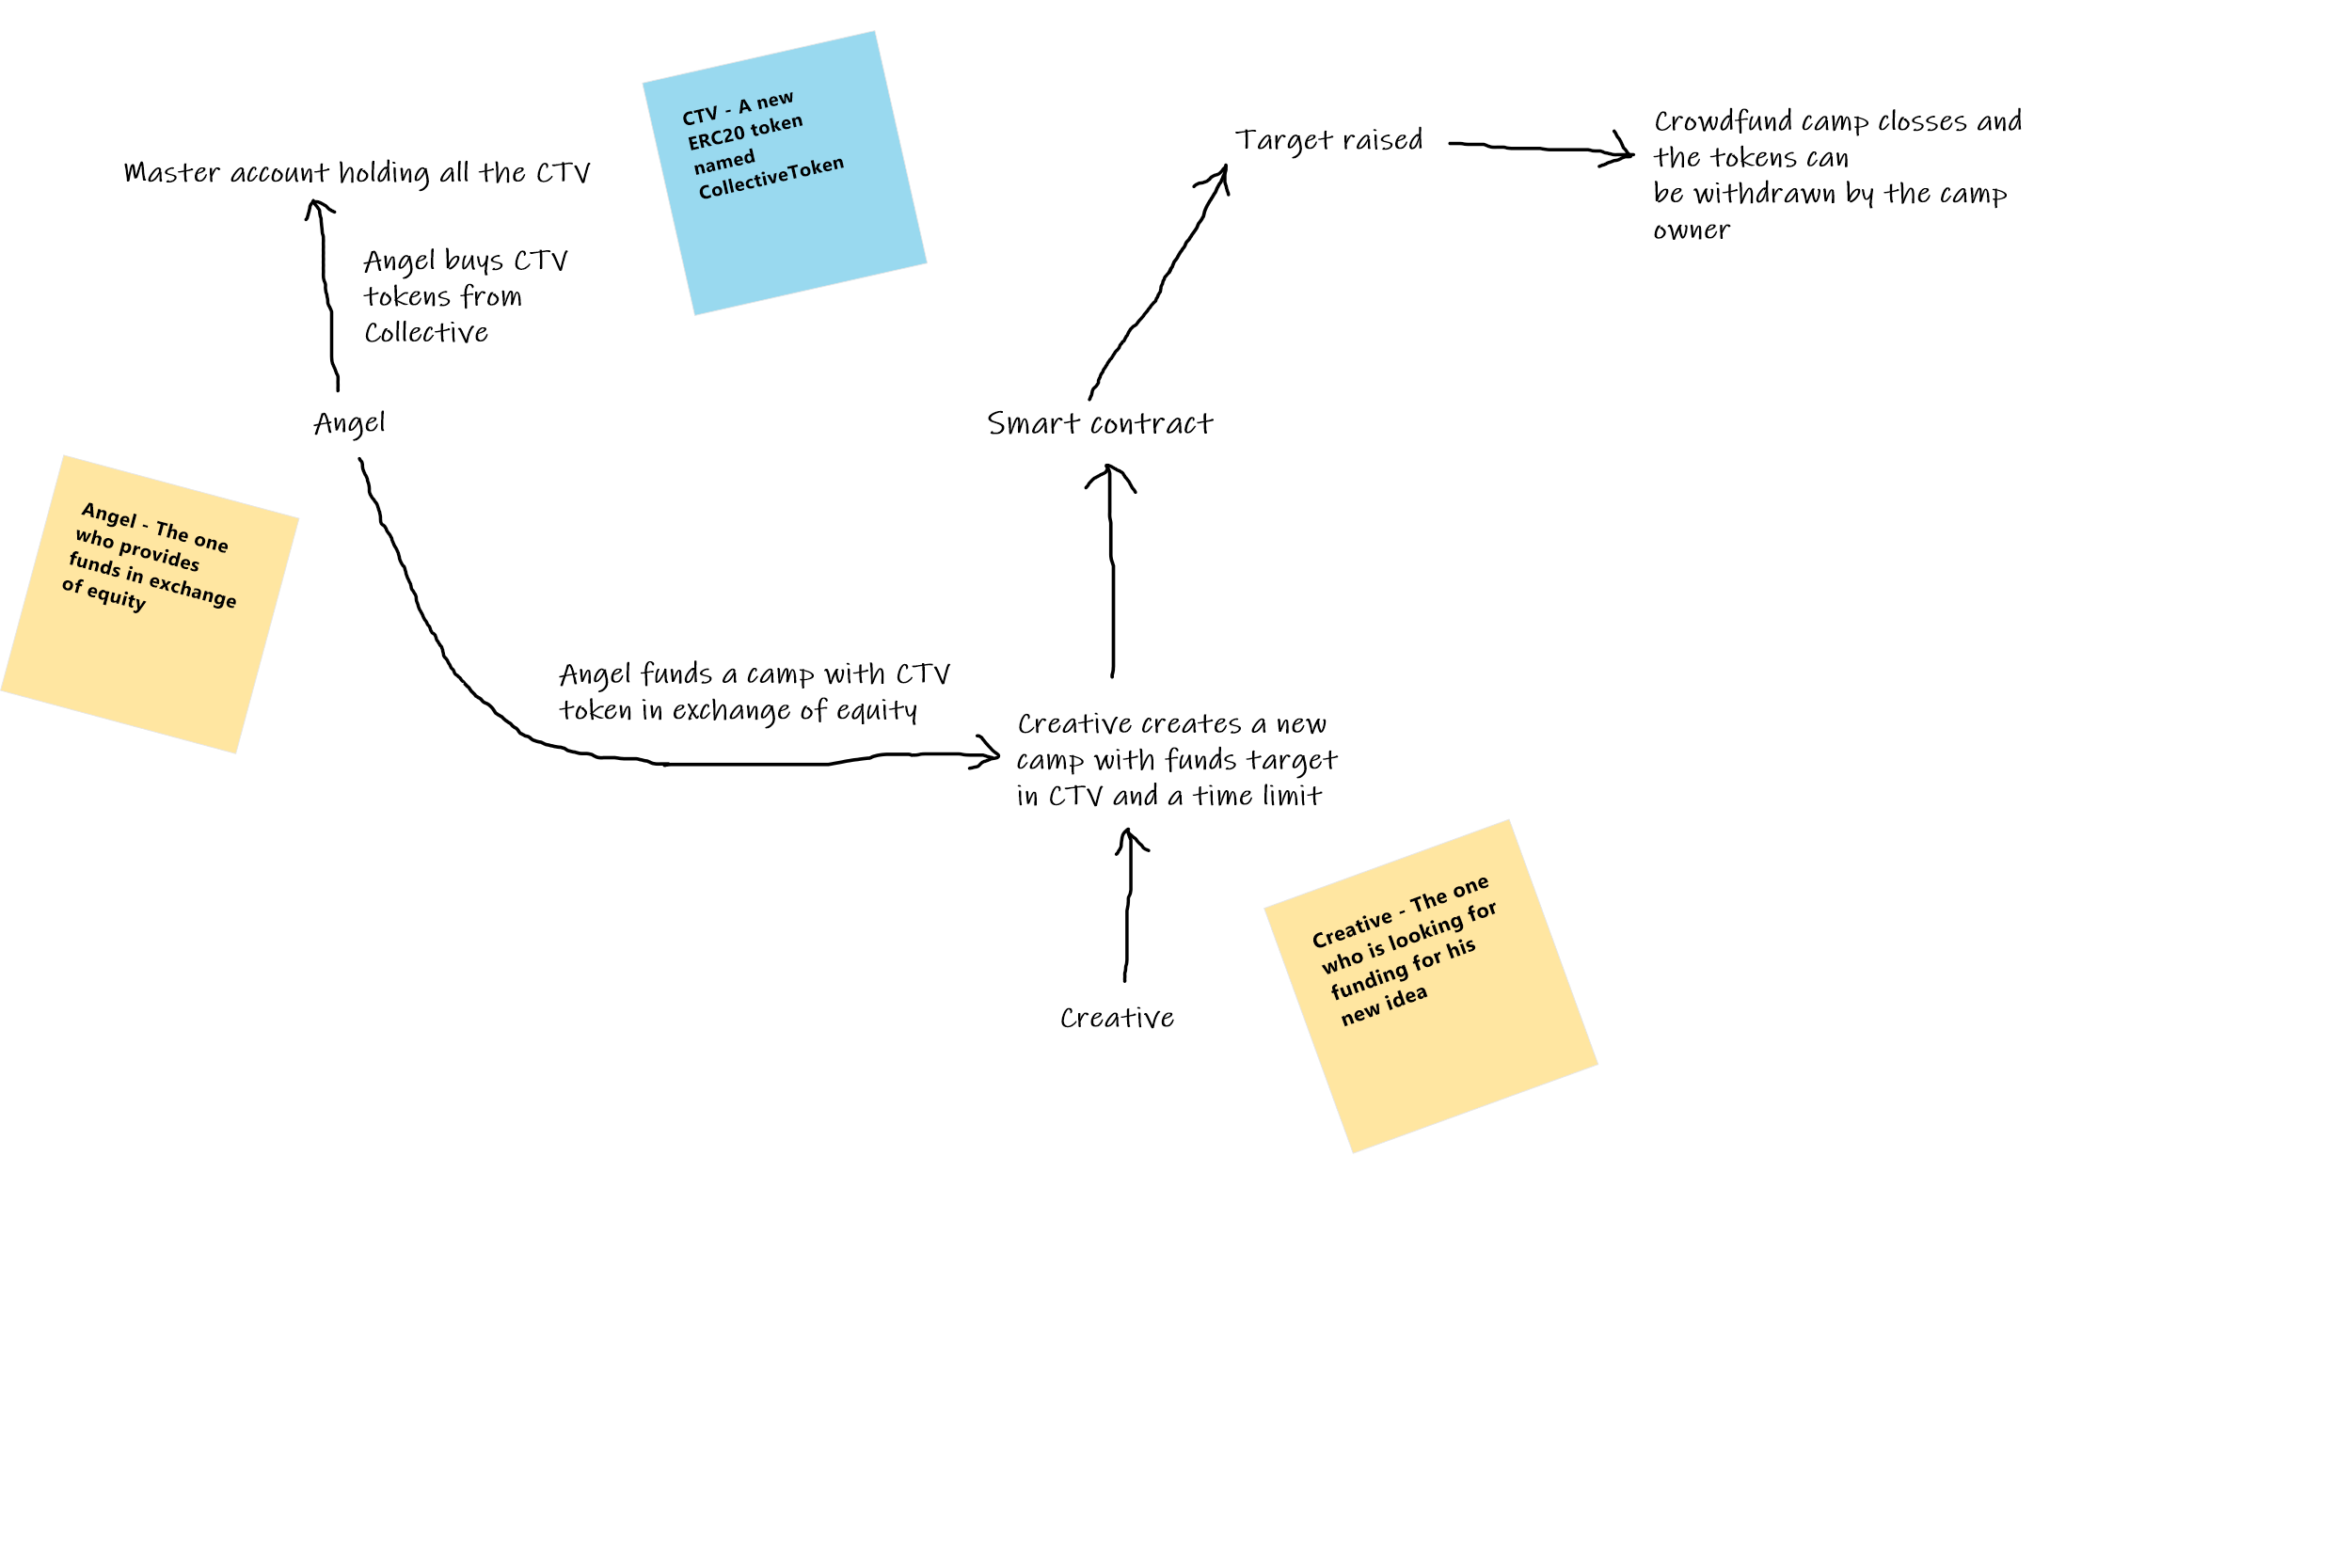 CTV - A new
ERC20 token
named
CollectiveToken
Master account holding all the CTV
Angel buys CTV
tokens from
Collective
Angel
Angel - The one
who provides
funds in exchange
of equity
Angel funds a camp with CTV
token in exchange of equity
Target raised
Crowdfund camp closses and
the tokens can
be withdrawn by the camp
owner
Smart contract
Creative creates a new
camp with funds target
in CTV and a time limit
Creative
Creative - The one
who is looking for
funding for his
new idea